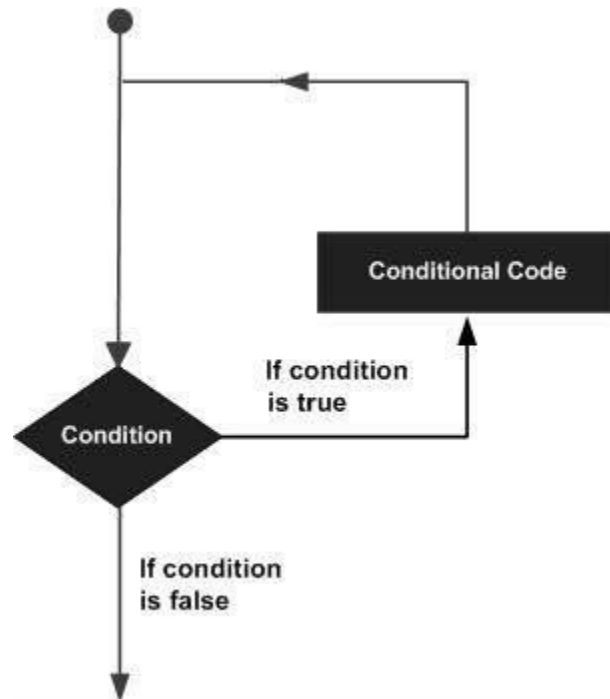 Conditional Code
If condition
is true
Condition
If condition
is false